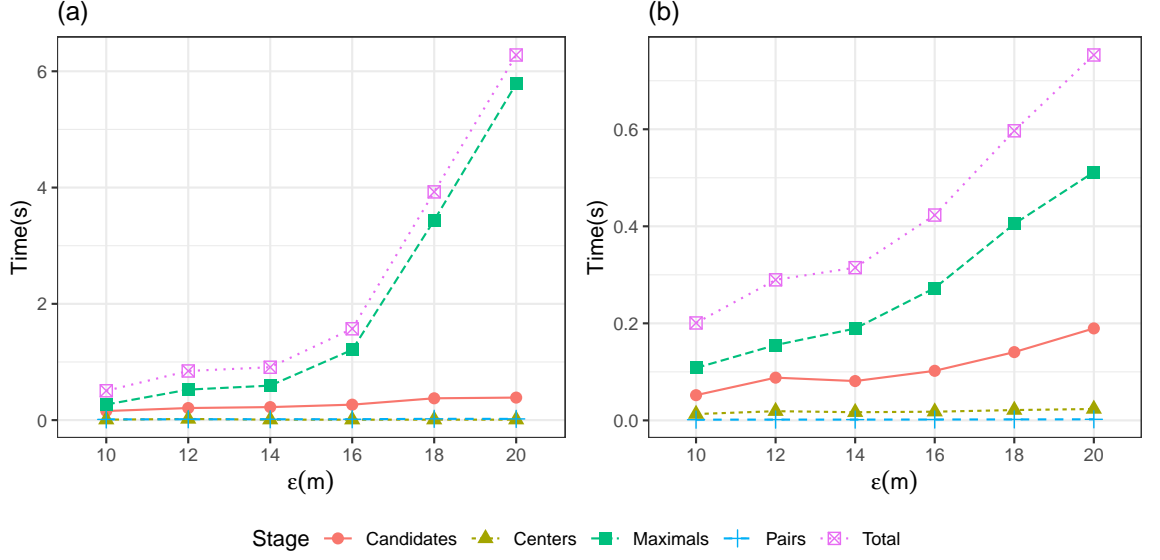 (a)
(b)
Time(s)
6
4
2
0
10 12 14 16 18 20
ε(m)
Time(s)
0.6
0.4
0.2
0.0
10 12 14 16 18 20
ε(m)
Stage Candidates Centers Maximals Pairs Total